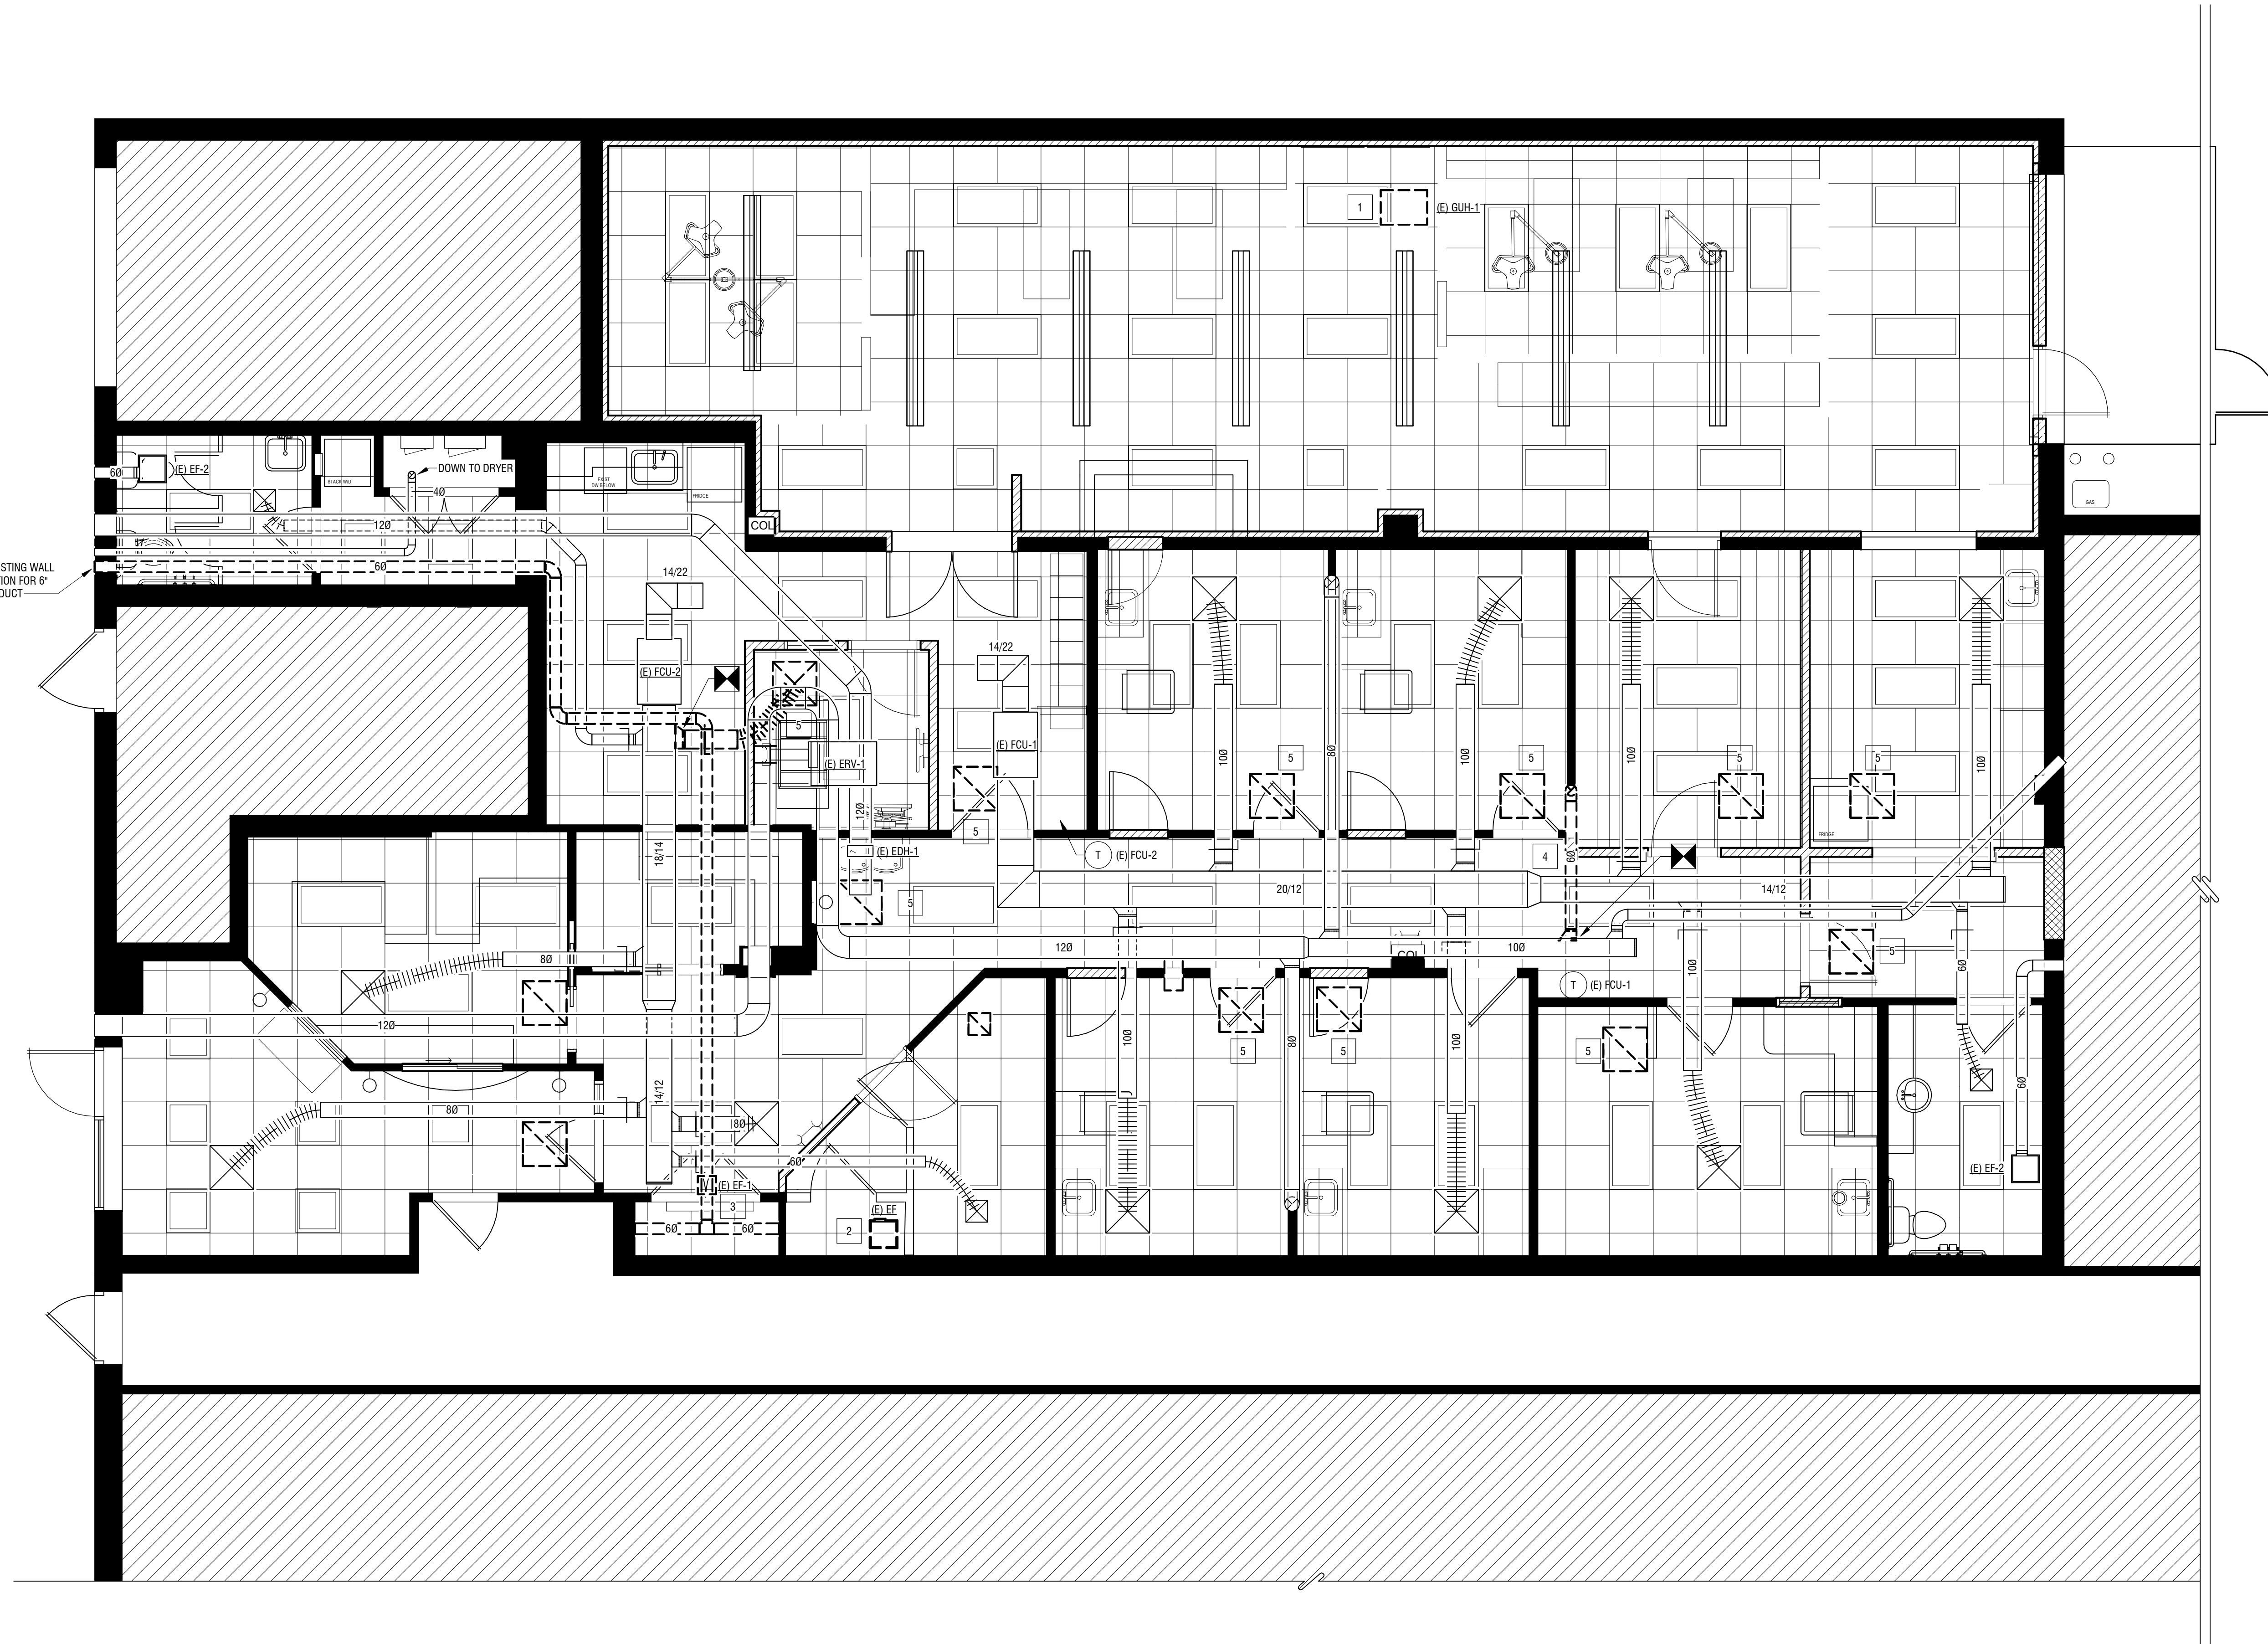 1
(E) GUH-1
6Ø
(E) EF-2
STACK W/D
DOWN TO DRYER
4Ø
EXIST
DW BELOW
FRIDGE
GAS
12Ø
COL
STING WALL
TION FOR 6"
DUCT
6Ø
14/22
(E) FCU-2
14/22
5
(E) FCU-1
(E) ERV-1
10Ø
5
8Ø
10Ø
5
10Ø
5
5
10Ø
12Ø
FRIDGE
5
18/14
(E) EDH-1
T
(E) FCU-2
4
6Ø
5
20/12
14/12
12Ø
COL
10Ø
5
8Ø
10Ø
6Ø
T
(E) FCU-1
12Ø
10Ø
5
8Ø
5
10Ø
5
6Ø
14/12
8Ø
8Ø
6Ø
(E) EF-2
(E) EF-1
3
(E) EF
2
6Ø
6Ø